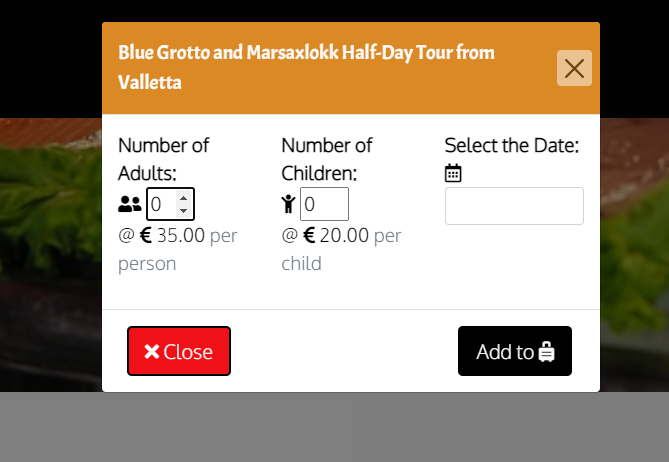 Blue Grotto and Marsaxlokk Half-Day Tour from
Valletta
Number of
Adults:
0
@ € 35.00 per
person
Number of
Children:
0
@ € 20.00 per
child
Select the Date:
Close
Add to